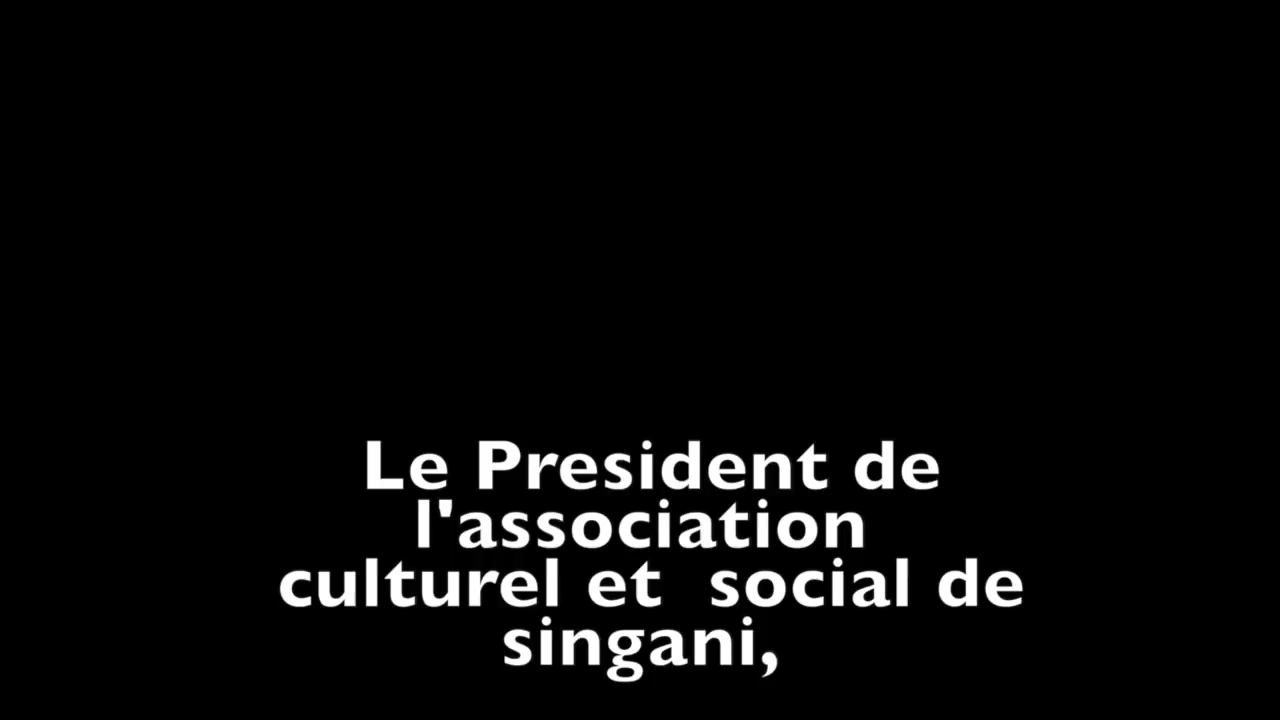 Le President de
l'association
culturel et  social de
singani,